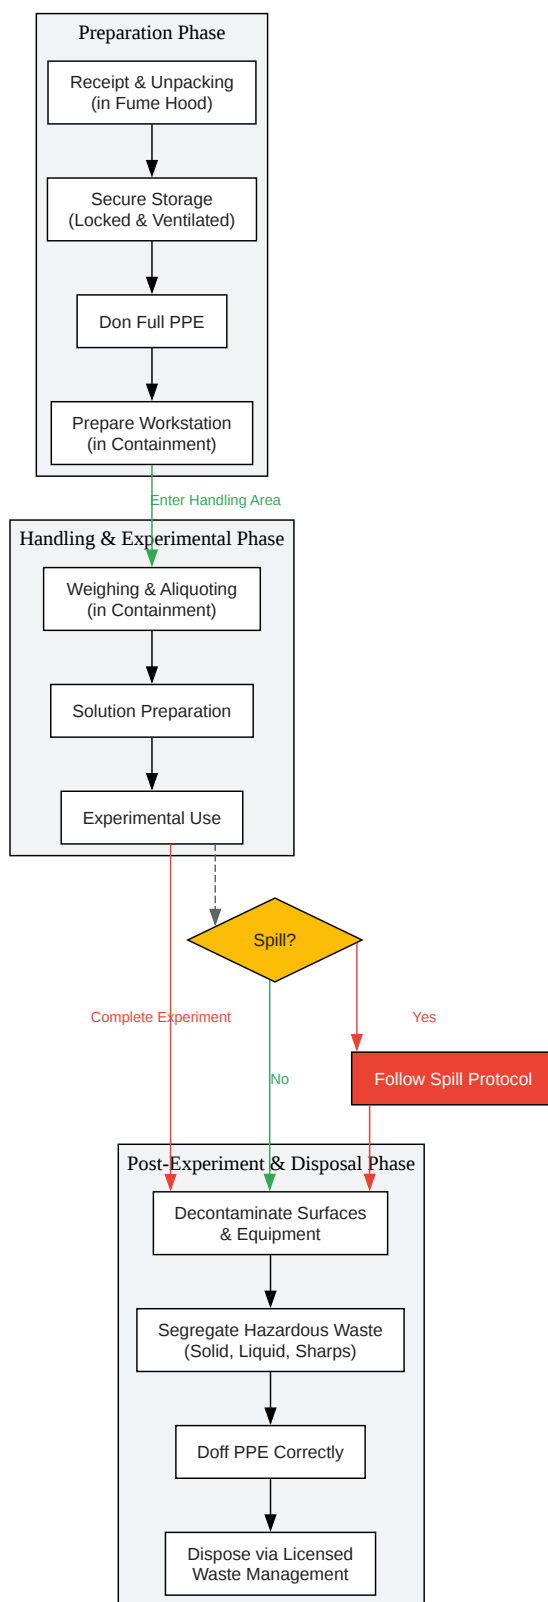 Preparation Phase
Receipt & Unpacking
(in Fume Hood)
Secure Storage
(Locked & Ventilated)
Don Full PPE
Prepare Workstation
(in Containment)
Enter Handling Area
Handling & Experimental Phase
Weighing & Aliquoting
(in Containment)
Solution Preparation
Experimental Use
Spill?
Complete Experiment
Yes
No
Follow Spill Protocol
Post-Experiment & Disposal Phase
Decontaminate Surfaces
& Equipment
Segregate Hazardous Waste
(Solid, Liquid, Sharps)
Doff PPE Correctly
Dispose via Licensed
Waste Management